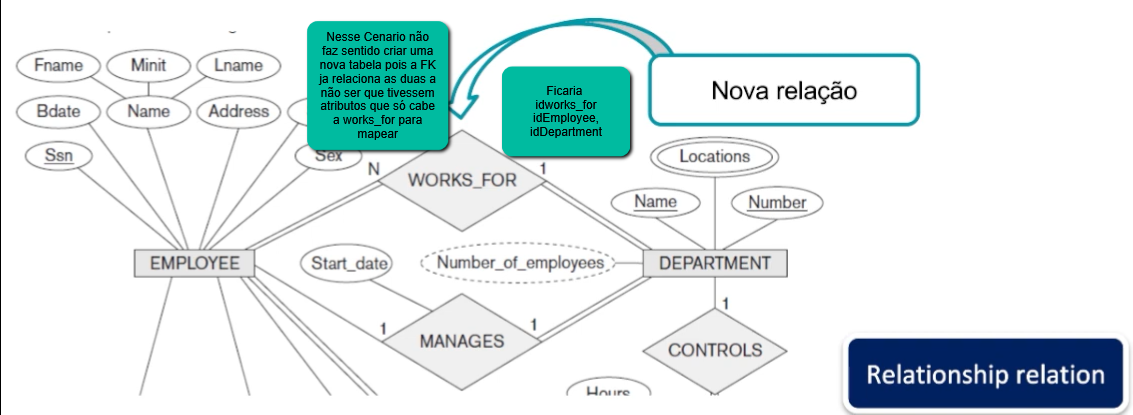 Nesse Cenario não
faz sentido criar uma
nova tabela pois a FK
ja relaciona as duas a
não ser que tivessem
atributos que só cabe
a works_for para
mapear
Ficaria
idworks_for
idEmployee,
idDepartment
Nova relação
Fname
Minit
Lname
Bdate
Name
Address
Ssn
Sex
N
WORKS_FOR
1
Locations
Name
Number
EMPLOYEE
Start_date
Number_of_employees
DEPARTMENT
1
MANAGES
1
1
CONTROLS
Hours
Relationship relation